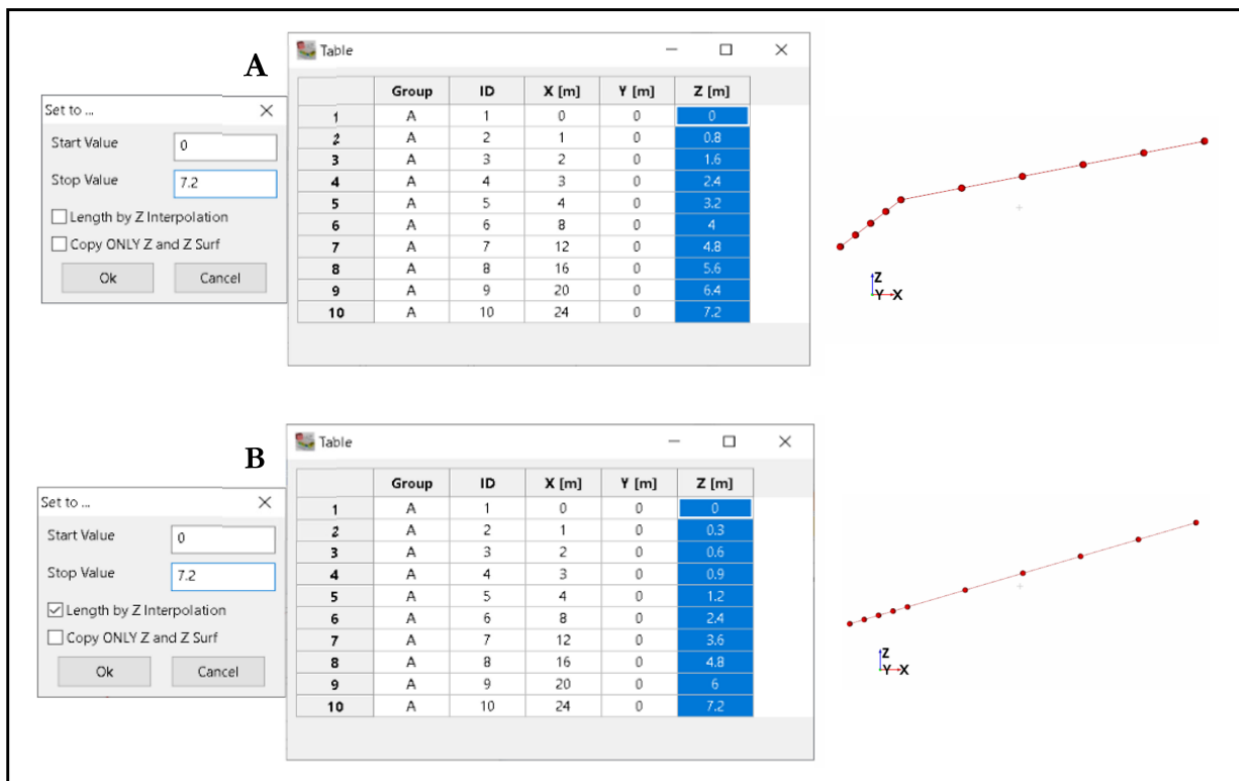 A
Table
Group ID X [m] Y [m] Z [m]
1 A 1 0 0 0
2 A 2 1 0 0.8
3 A 3 2 0 1.6
4 A 4 3 0 2.4
5 A 5 4 0 3.2
6 A 6 8 0 4
7 A 7 12 0 4.8
8 A 8 16 0 5.6
9 A 9 20 0 6.4
10 A 10 24 0 7.2
Set to ...
Start Value 0
Stop Value 7.2
Length by Z Interpolation
Copy ONLY Z and Z Surf
Ok Cancel
Z
Y X
B
Table
Group ID X [m] Y [m] Z [m]
1 A 1 0 0 0
2 A 2 1 0 0.3
3 A 3 2 0 0.6
4 A 4 3 0 0.9
5 A 5 4 0 1.2
6 A 6 8 0 2.4
7 A 7 12 0 3.6
8 A 8 16 0 4.8
9 A 9 20 0 6
10 A 10 24 0 7.2
Set to ...
Start Value 0
Stop Value 7.2
Length by Z Interpolation
Copy ONLY Z and Z Surf
Ok Cancel
Z
Y X